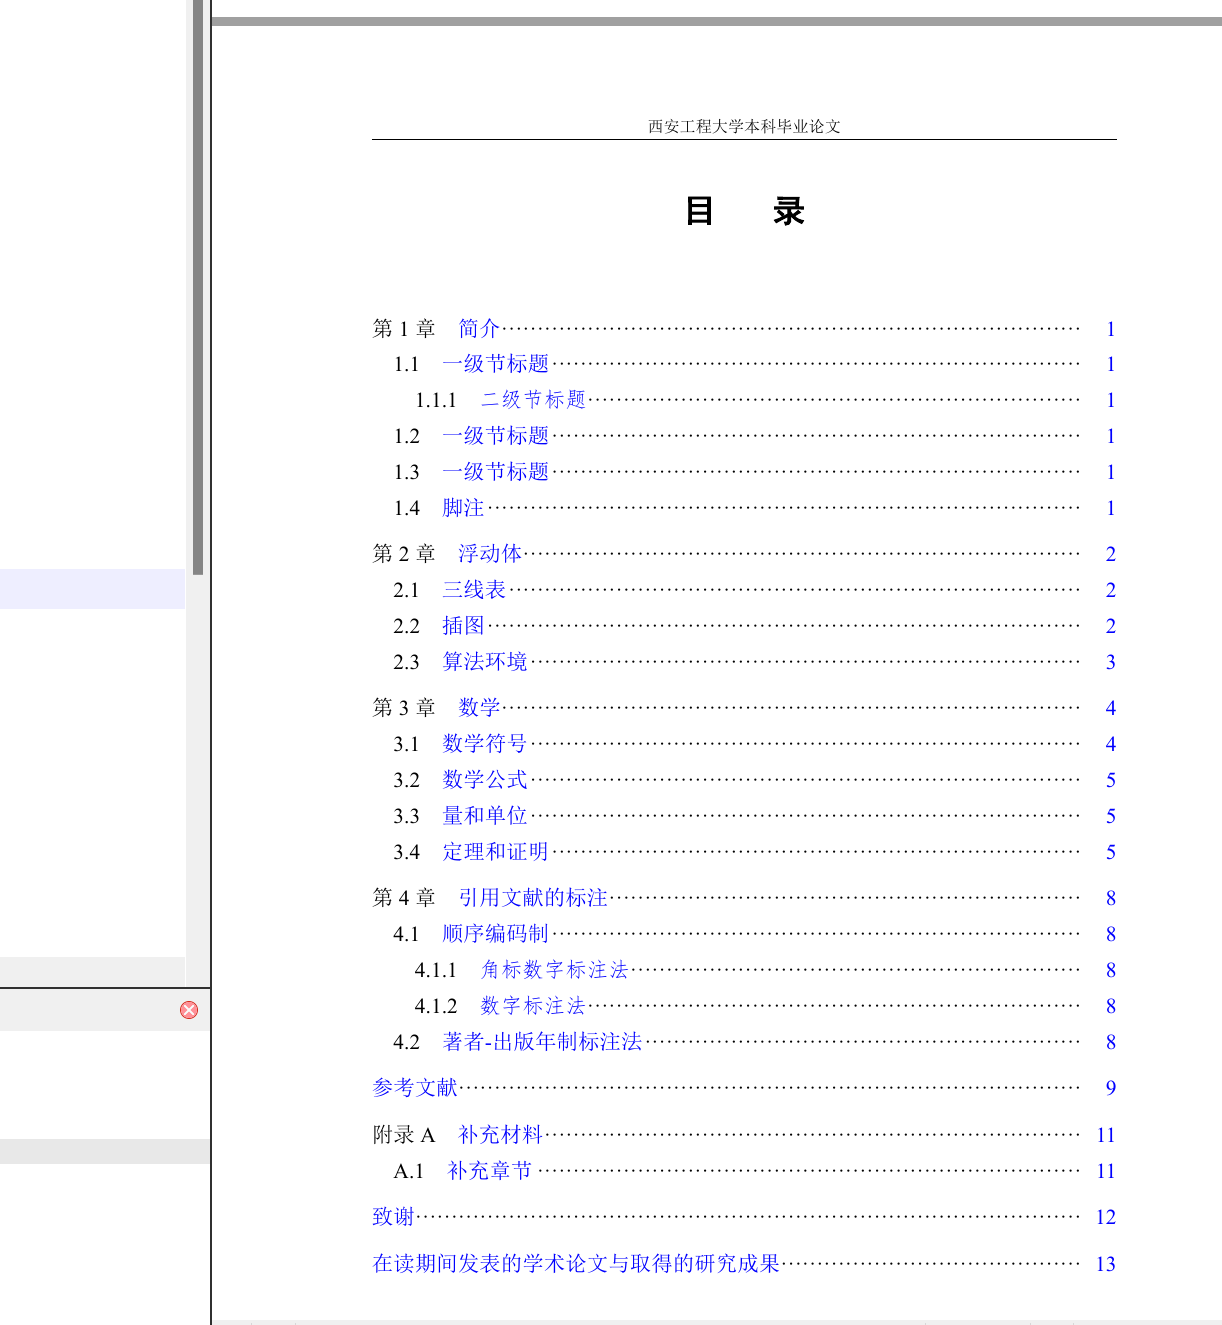 西安工程大学本科毕业论文
目 录
第 1 章 简介 1
1.1 一级节标题 1
1.1.1 二级节标题 1
1.2 一级节标题 1
1.3 一级节标题 1
1.4 脚注 1
第 2 章 浮动体 2
2.1 三线表 2
2.2 插图 2
2.3 算法环境 3
第 3 章 数学 4
3.1 数学符号 4
3.2 数学公式 5
3.3 量和单位 5
3.4 定理和证明 5
第 4 章 引用文献的标注 8
4.1 顺序编码制 8
4.1.1 角标数字标注法 8
4.1.2 数字标注法 8
4.2 著者-出版年制标注法 8
参考文献 9
附录 A 补充材料 11
A.1 补充章节 11
致谢 12
在读期间发表的学术论文与取得的研究成果 13